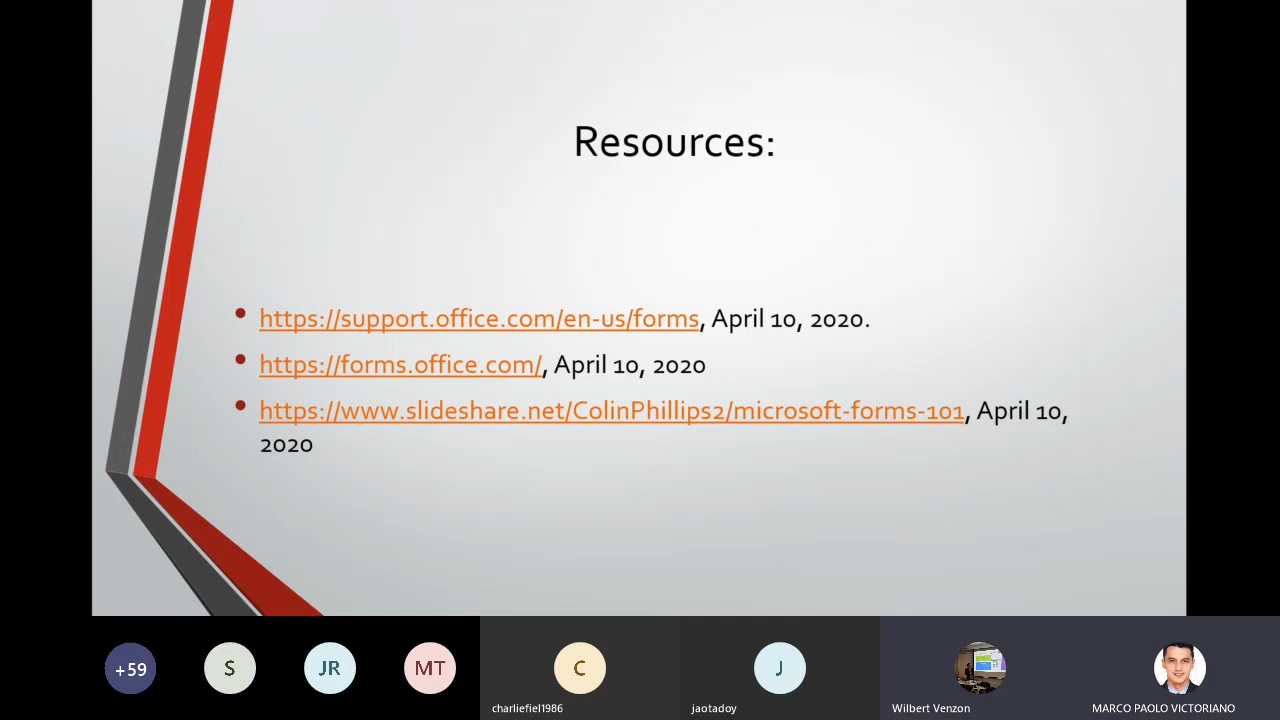 Resources:
https://support.office.com/en-us/forms, April 10, 2020.
https://forms.office.com/, April 10, 2020
https://www.slideshare.net/ColinPhillips2/microsoft-forms-101, April 10,
2020
+59
S
JR
MT
C
J
charliefiel1986
jaotadoy
Wilbert Venzon
MARCO PAOLO VICTORIANO